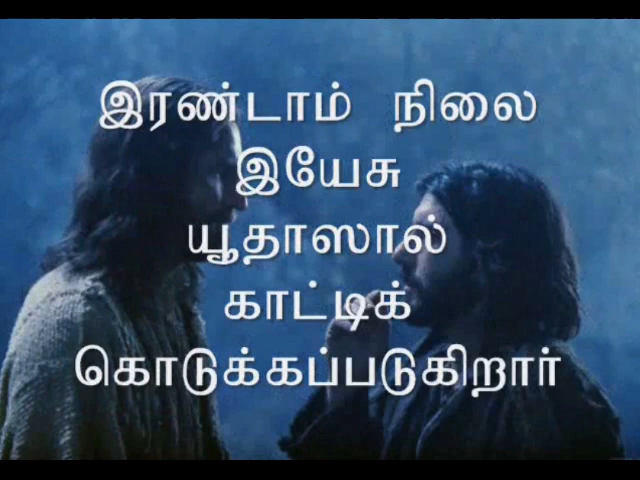 இரண்டாம் நிலை
இயேசு
யூதாஸால்
காட்டிக்
கொடுக்கப்படுகிறார்